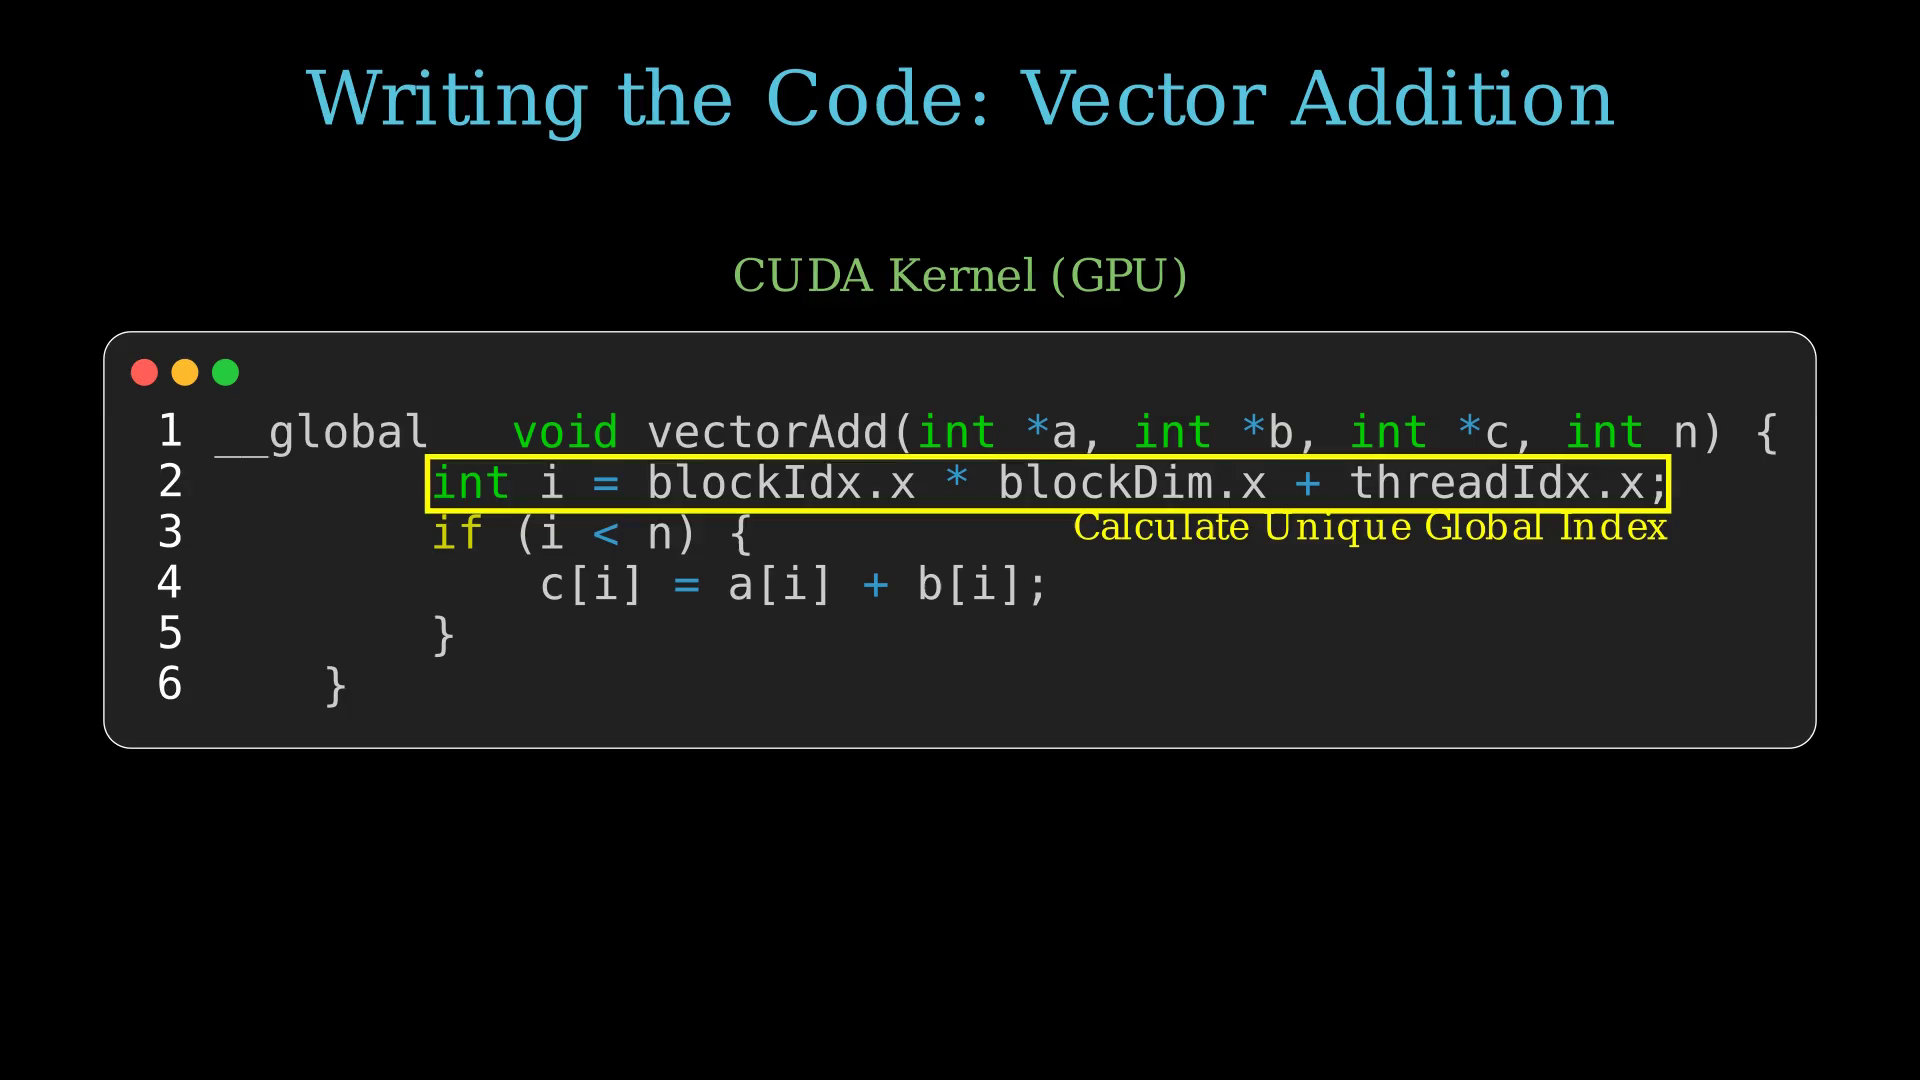 Writing the Code: Vector Addition
CUDA Kernel (GPU)
1 __global   void vectorAdd(int *a, int *b, int *c, int n) {
2         int i = blockIdx.x * blockDim.x + threadIdx.x;
Calculate Unique Global Index
3         if (i < n) {
4             c[i] = a[i] + b[i];
5         }
6     }